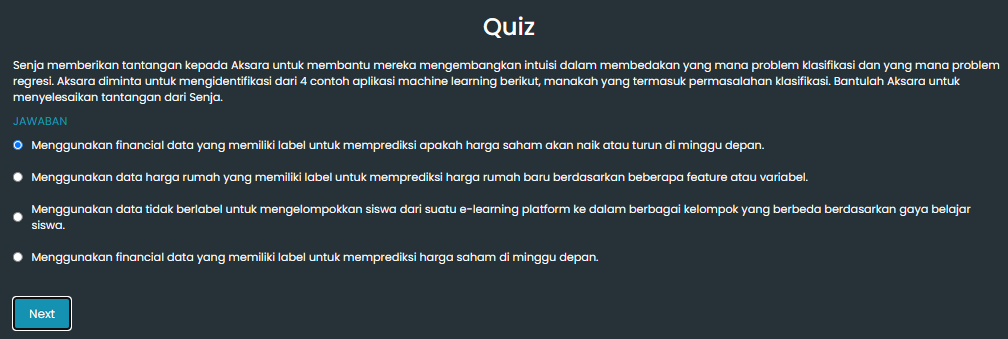 Quiz
Senja memberikan tantangan kepada Aksara untuk membantu mereka mengembangkan intuisi dalam membedakan yang mana problem klasifikasi dan yang mana problem
regresi. Aksara diminta untuk mengidentifikasi dari 4 contoh aplikasi machine learning berikut, manakah yang termasuk permasalahan klasifikasi. Bantulah Aksara untuk
menyelesaikan tantangan dari Senja.
JAWABAN
Menggunakan financial data yang memiliki label untuk memprediksi apakah harga saham akan naik atau turun di minggu depan.
Menggunakan data harga rumah yang memiliki label untuk memprediksi harga rumah baru berdasarkan beberapa feature atau variabel.
Menggunakan data tidak berlabel untuk mengelompokkan siswa dari suatu e-learning platform ke dalam berbagai kelompok yang berbeda berdasarkan gaya belajar
siswa.
Menggunakan financial data yang memiliki label untuk memprediksi harga saham di minggu depan.
Next